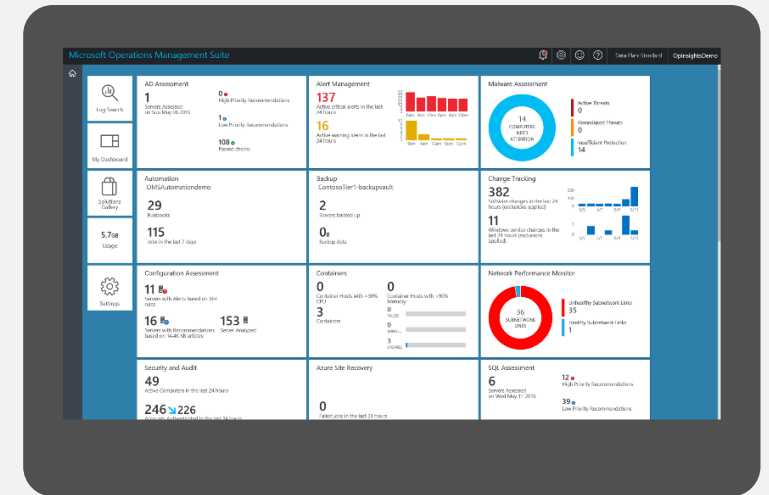 Microsoft Operations Management Suite
Data Plan: Standard
OpInsightsDemo
Log Search
My Dashboard
Solutions
Gallery
5.7GB
Usage
Settings
AD Assessment
1
Servers Assessed
on Sun May 08 2016
0
High Priority Recommendations
1
Low Priority Recommendations
108
Passed checks
Alert Management
137
Active critical alerts in the last
24 hours
16
Active warning alerts in the last
24 hours
Malware Assessment
14
COMPUTERS
NEED
ATTENTION
Active Threats
0
Remediated Threats
0
Insufficient Protection
14
Automation
OMSAutomationdemo
29
Runbooks
115
Jobs in the last 7 days
Backup
ContosoTier1-backupvault
2
Servers backed up
0B
Backup data
Change Tracking
382
Software changes in the last 24
hours (exclusions applied)
11
Windows service changes in the
last 24 hours (exclusions
applied)
Configuration Assessment
11
Servers with Alerts based on
rules
16
Servers with Recommendations
based on 14.4K KB articles
153
Server Analyzed
Containers
0
Container Hosts with >90%
CPU
0
Container Hosts with >90%
Memory
3
Containers
0
FAILED
0
3
STOPPED
Network Performance Monitor
36
SUBNETWORK
LINKS
Unhealthy Subnetwork Links
35
Healthy Subnetwork Links
1
Security and Audit
49
Active Computers in the last 24 hours
246 226
Accounts Authenticated in the last 24 hours
Azure Site Recovery
0
Failed jobs in the last 24 hours
SQL Assessment
6
Servers Assessed
on Wed May 11 2016
12
High Priority Recommendations
39
Low Priority Recommendations